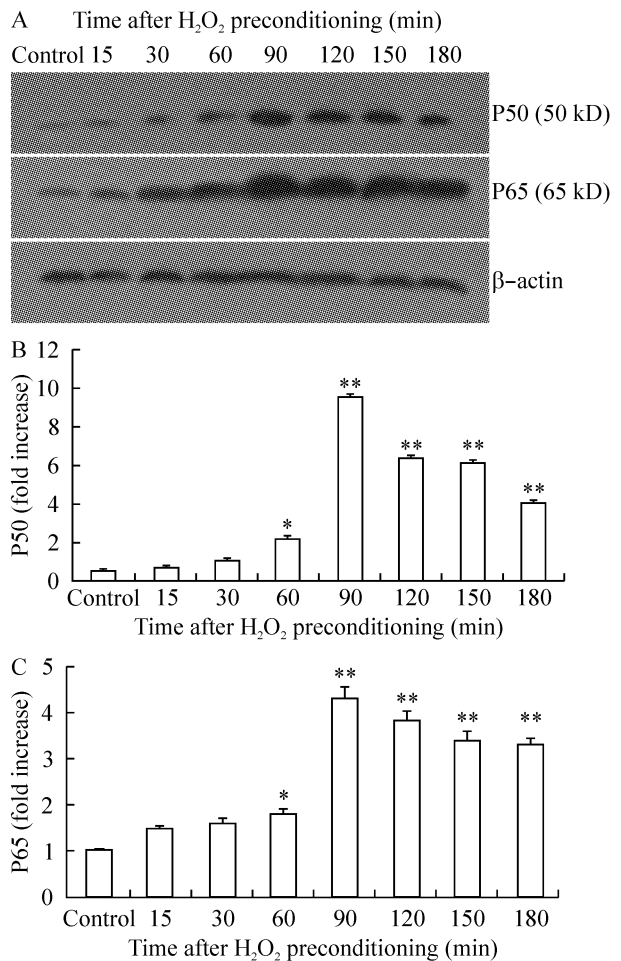 A Time after H₂O₂ preconditioning (min)
Control 15 30 60 90 120 150 180
P50 (50 kD)
P65 (65 kD)
β-actin
B
12
10
8
6
4
2
0
P50 (fold increase)
*
**
**
**
**
Control 15 30 60 90 120 150 180
Time after H₂O₂ preconditioning (min)
C
5
4
3
2
1
0
P65 (fold increase)
*
**
**
**
**
Control 15 30 60 90 120 150 180
Time after H₂O₂ preconditioning (min)